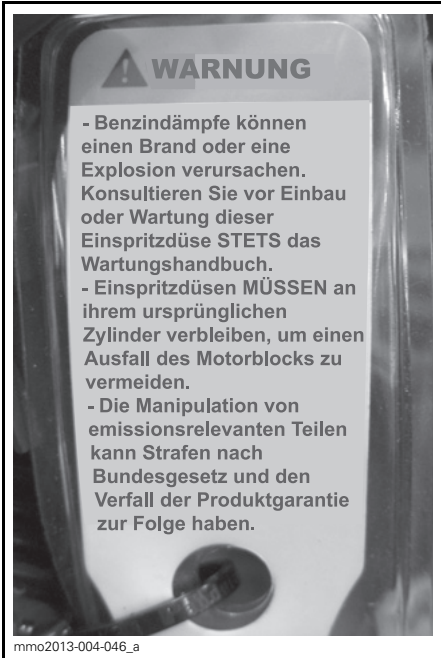 WARNUNG
- Benzindämpfe können
einen Brand oder eine
Explosion verursachen.
Konsultieren Sie vor Einbau
oder Wartung dieser
Einspritzdüse STETS das
Wartungshandbuch.
- Einspritzdüsen MÜSSEN an
ihrem ursprünglichen
Zylinder verbleiben, um einen
Ausfall des Motorblocks zu
vermeiden.
- Die Manipulation von
emissionsrelevanten Teilen
kann Strafen nach
Bundesgesetz und den
Verfall der Produktgarantie
zur Folge haben.
mmo2013-004-046_a